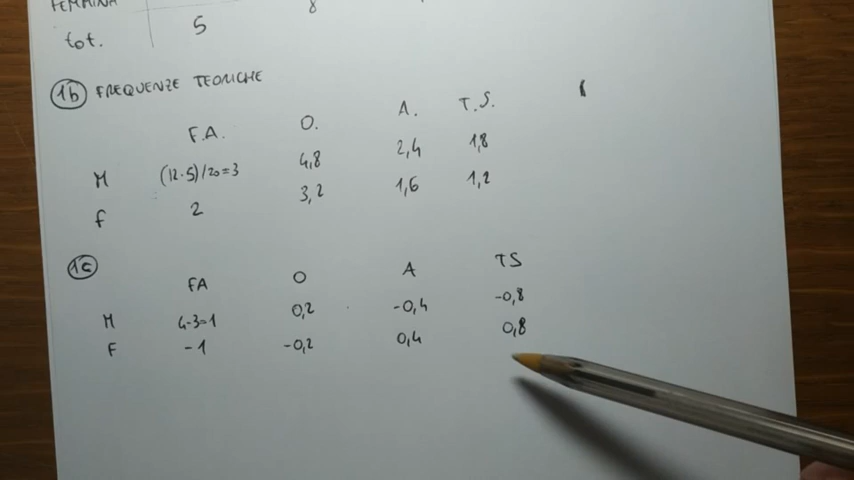 FEMMINA 8
tot. 5
1b FREQUENZE TEORICHE
F.A. O. A. T.S.
M (12·5)/20=3 4,8 2,4 1,8
F 2 3,2 1,6 1,2
1c
FA O A TS
M 4-3=1 0,2 -0,4 -0,8
F -1 -0,2 0,4 0,8